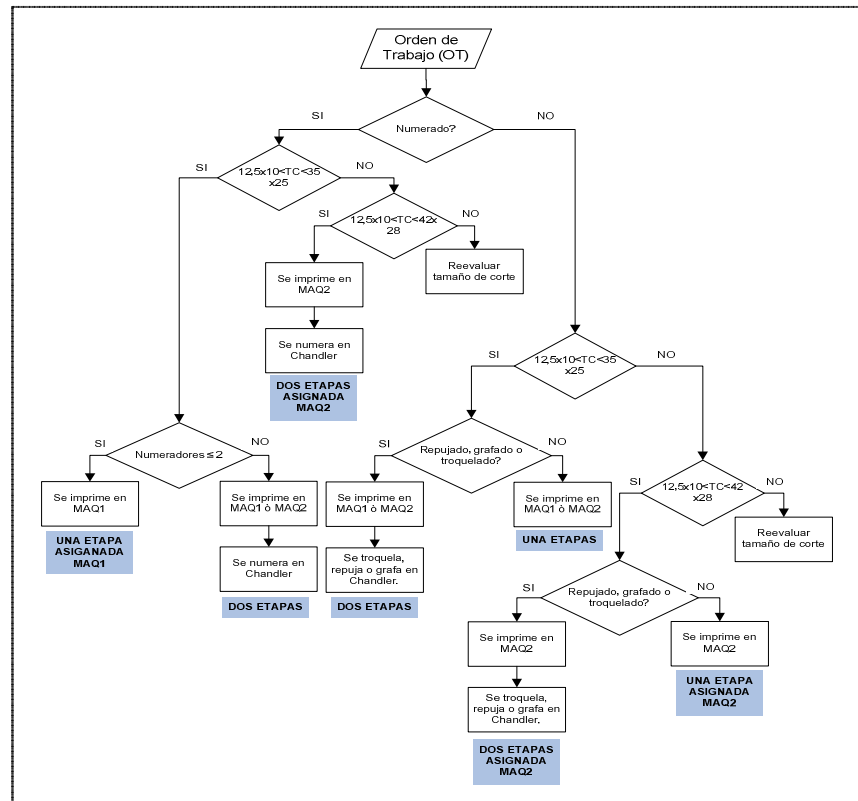 Orden de
Trabajo (OT)
SI
Numerado?
NO
SI
12,5x10<TC<35
x25
NO
SI
12,5x10<TC<42x
28
NO
Se imprime en
MAQ2
Reevaluar
tamaño de corte
Se numera en
Chandler
DOS ETAPAS
ASIGNADA
MAQ2
SI
12,5x10<TC<35
x25
NO
SI
Numeradores ≤ 2
NO
SI
Repujado, grafado o
troquelado?
NO
Se imprime en
MAQ1
UNA ETAPA
ASIGANADA
MAQ1
Se imprime en
MAQ1 ò MAQ2
Se numera en
Chandler
DOS ETAPAS
Se imprime en
MAQ1 ò MAQ2
Se troquela,
repuja o grafa en
Chandler.
DOS ETAPAS
Se imprime en
MAQ1 ò MAQ2
UNA ETAPAS
SI
12,5x10<TC<42
x28
NO
Reevaluar
tamaño de corte
SI
Repujado, grafado o
troquelado?
NO
Se imprime en
MAQ2
Se troquela,
repuja o grafa en
Chandler.
DOS ETAPAS
ASIGNADA
MAQ2
Se imprime en
MAQ2
UNA ETAPA
ASIGNADA
MAQ2